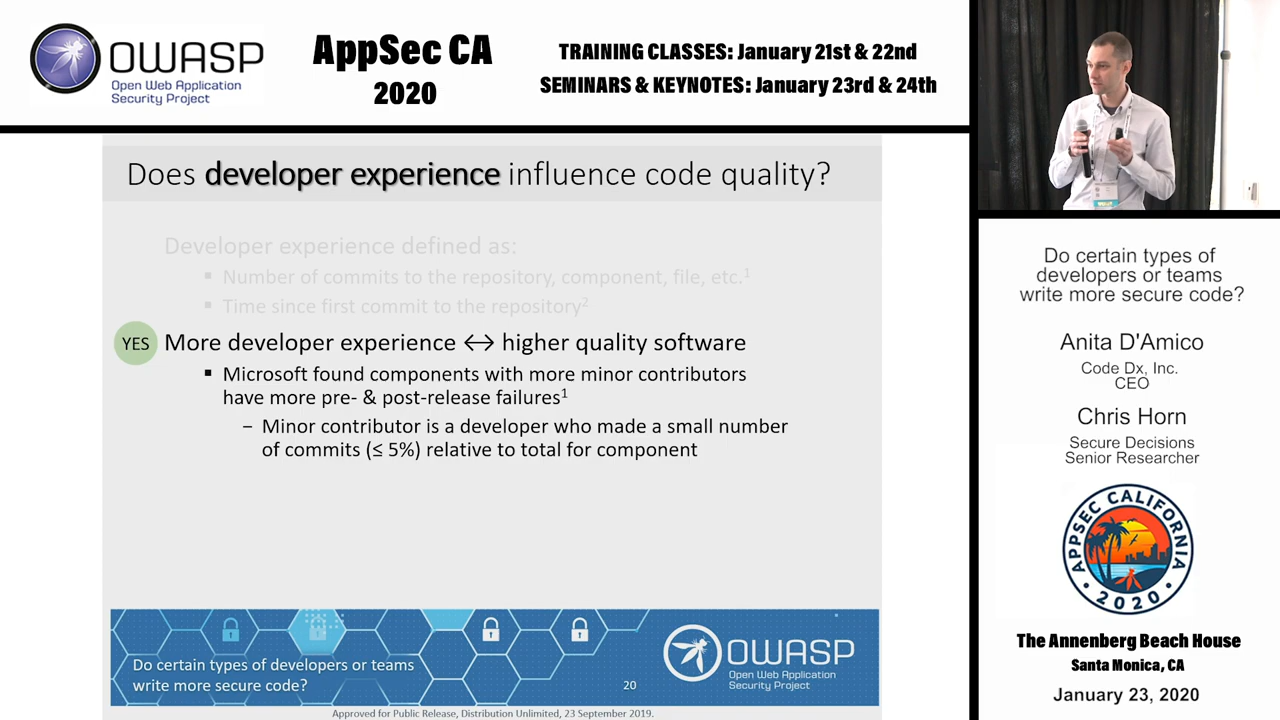 OWASP
Open Web Application
Security Project
AppSec CA
2020
TRAINING CLASSES: January 21st & 22nd
SEMINARS & KEYNOTES: January 23rd & 24th
Does developer experience influence code quality?
Developer experience defined as:
▪ Number of commits to the repository, component, file, etc.¹
▪ Time since first commit to the repository²
YES More developer experience ↔ higher quality software
▪ Microsoft found components with more minor contributors
have more pre- & post-release failures¹
− Minor contributor is a developer who made a small number
of commits (≤ 5%) relative to total for component
Do certain types of developers or teams
write more secure code?
20
OWASP
Open Web Application
Security Project
Approved for Public Release, Distribution Unlimited, 23 September 2019.
Do certain types of
developers or teams
write more secure code?
Anita D'Amico
Code Dx, Inc.
CEO
Chris Horn
Secure Decisions
Senior Researcher
APPSEC CALIFORNIA
• 2020 •
The Annenberg Beach House
Santa Monica, CA
January 23, 2020